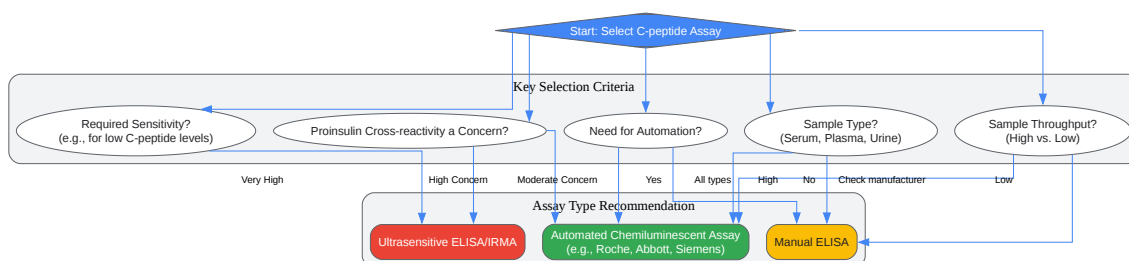 Start: Select C-peptide Assay
Key Selection Criteria
Required Sensitivity?
(e.g., for low C-peptide levels)
Proinsulin Cross-reactivity a Concern?
Need for Automation?
Sample Type?
(Serum, Plasma, Urine)
Sample Throughput?
(High vs. Low)
Very High
High Concern
Moderate Concern
Yes
All types
High
No
Check manufacturer
Low
Assay Type Recommendation
Ultrasensitive ELISA/IRMA
Automated Chemiluminescent Assay
(e.g., Roche, Abbott, Siemens)
Manual ELISA